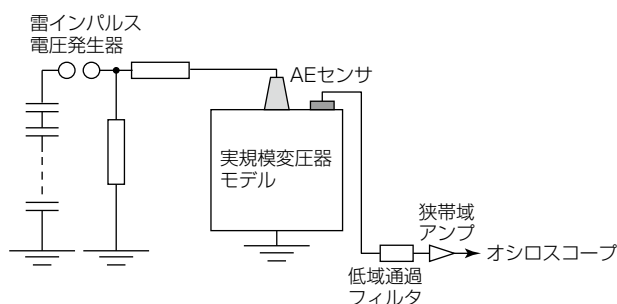 雷インパルス
電圧発生器
AEセンサ
実規模変圧器
モデル
狭帯域
アンプ
オシロスコープ
低域通過
フィルタ